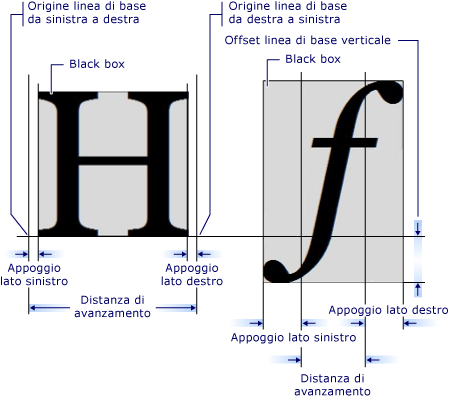 Origine linea di base
da sinistra a destra
Origine linea di base
da destra a sinistra
Offset linea di base verticale
Black box
Black box
H
f
Appoggio
lato sinistro
Appoggio
lato destro
Distanza di
avanzamento
Appoggio lato destro
Appoggio lato sinistro
Distanza di
avanzamento